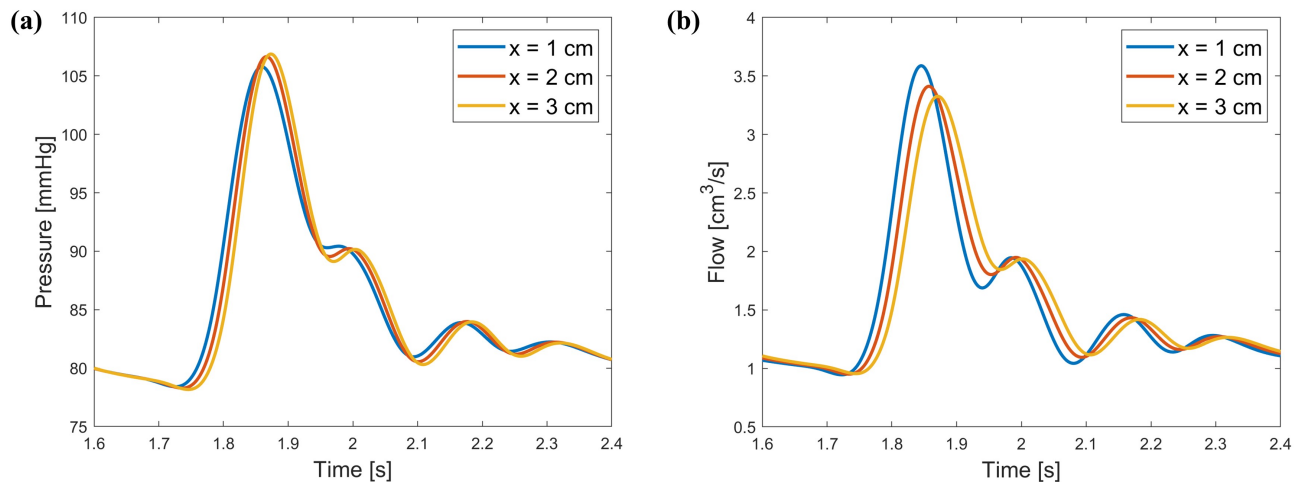 (a)
110
105
100
95
90
85
80
75
Pressure [mmHg]
x = 1 cm
x = 2 cm
x = 3 cm
1.6 1.7 1.8 1.9 2 2.1 2.2 2.3 2.4
Time [s]
(b)
4
3.5
3
2.5
2
1.5
1
0.5
Flow [cm³/s]
x = 1 cm
x = 2 cm
x = 3 cm
1.6 1.7 1.8 1.9 2 2.1 2.2 2.3 2.4
Time [s]